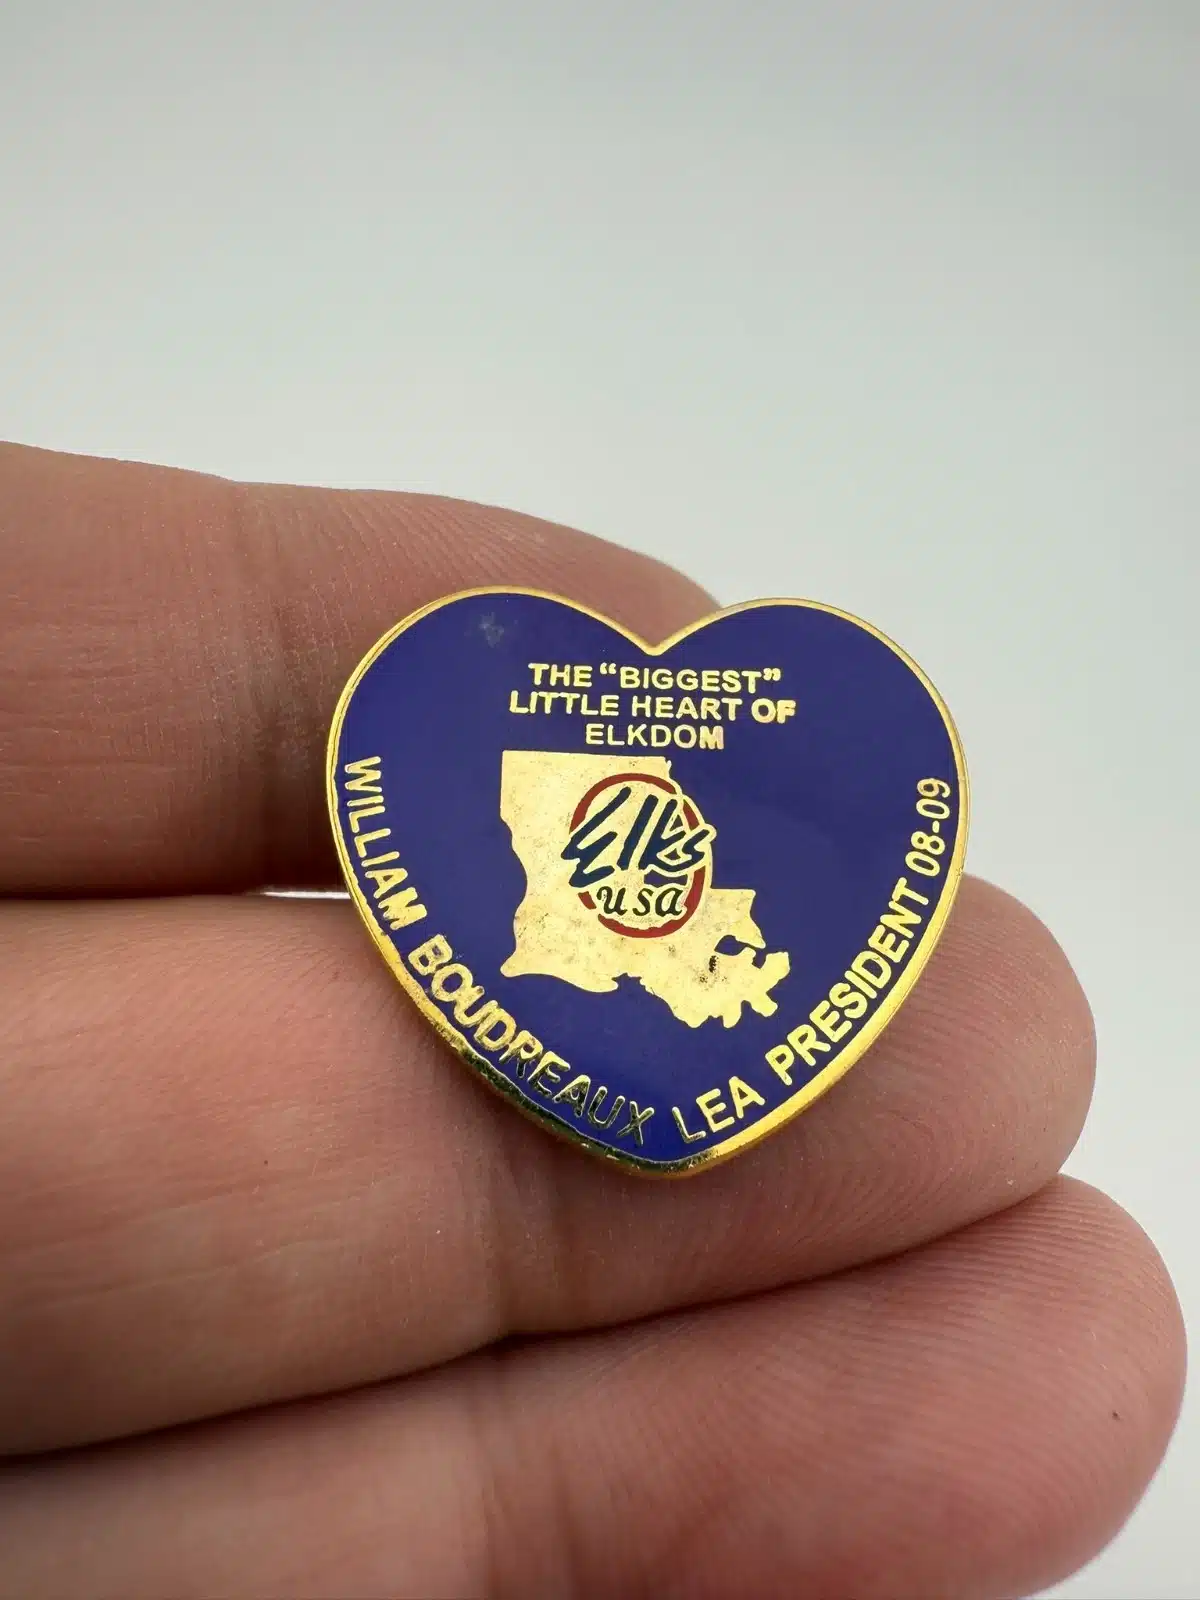 THE “BIGGEST”
LITTLE HEART OF
ELKDOM
Elks
usa
WILLIAM BOUDREAUX LEA PRESIDENT 08-09